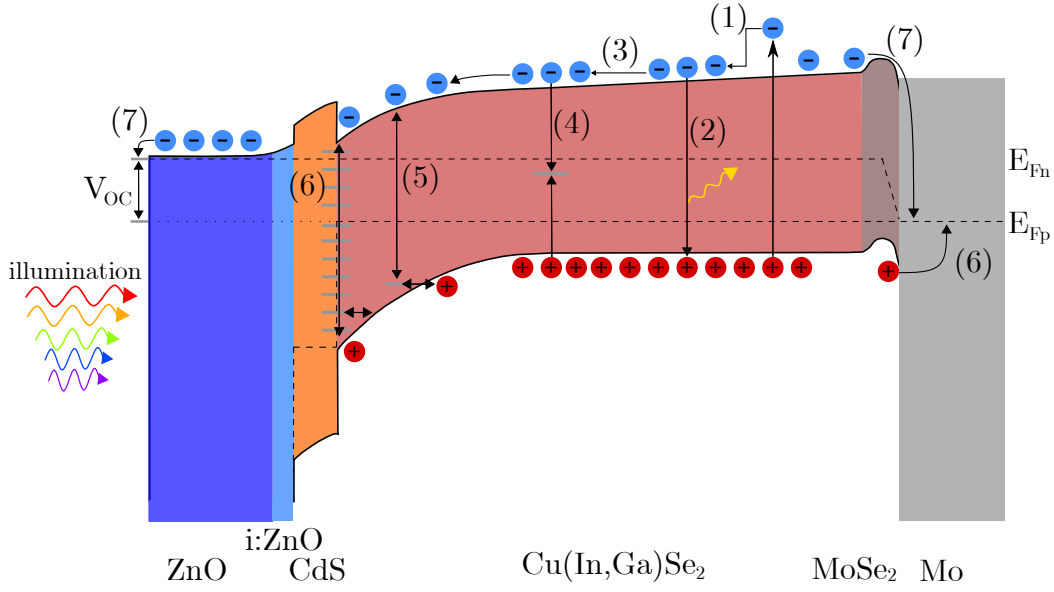 (1)
(7)
(3)
(7)
(4)
(2)
E_Fn
(6)
(5)
V_OC
E_Fp
illumination
(6)
i:ZnO
ZnO
CdS
Cu(In,Ga)Se₂
MoSe₂
Mo